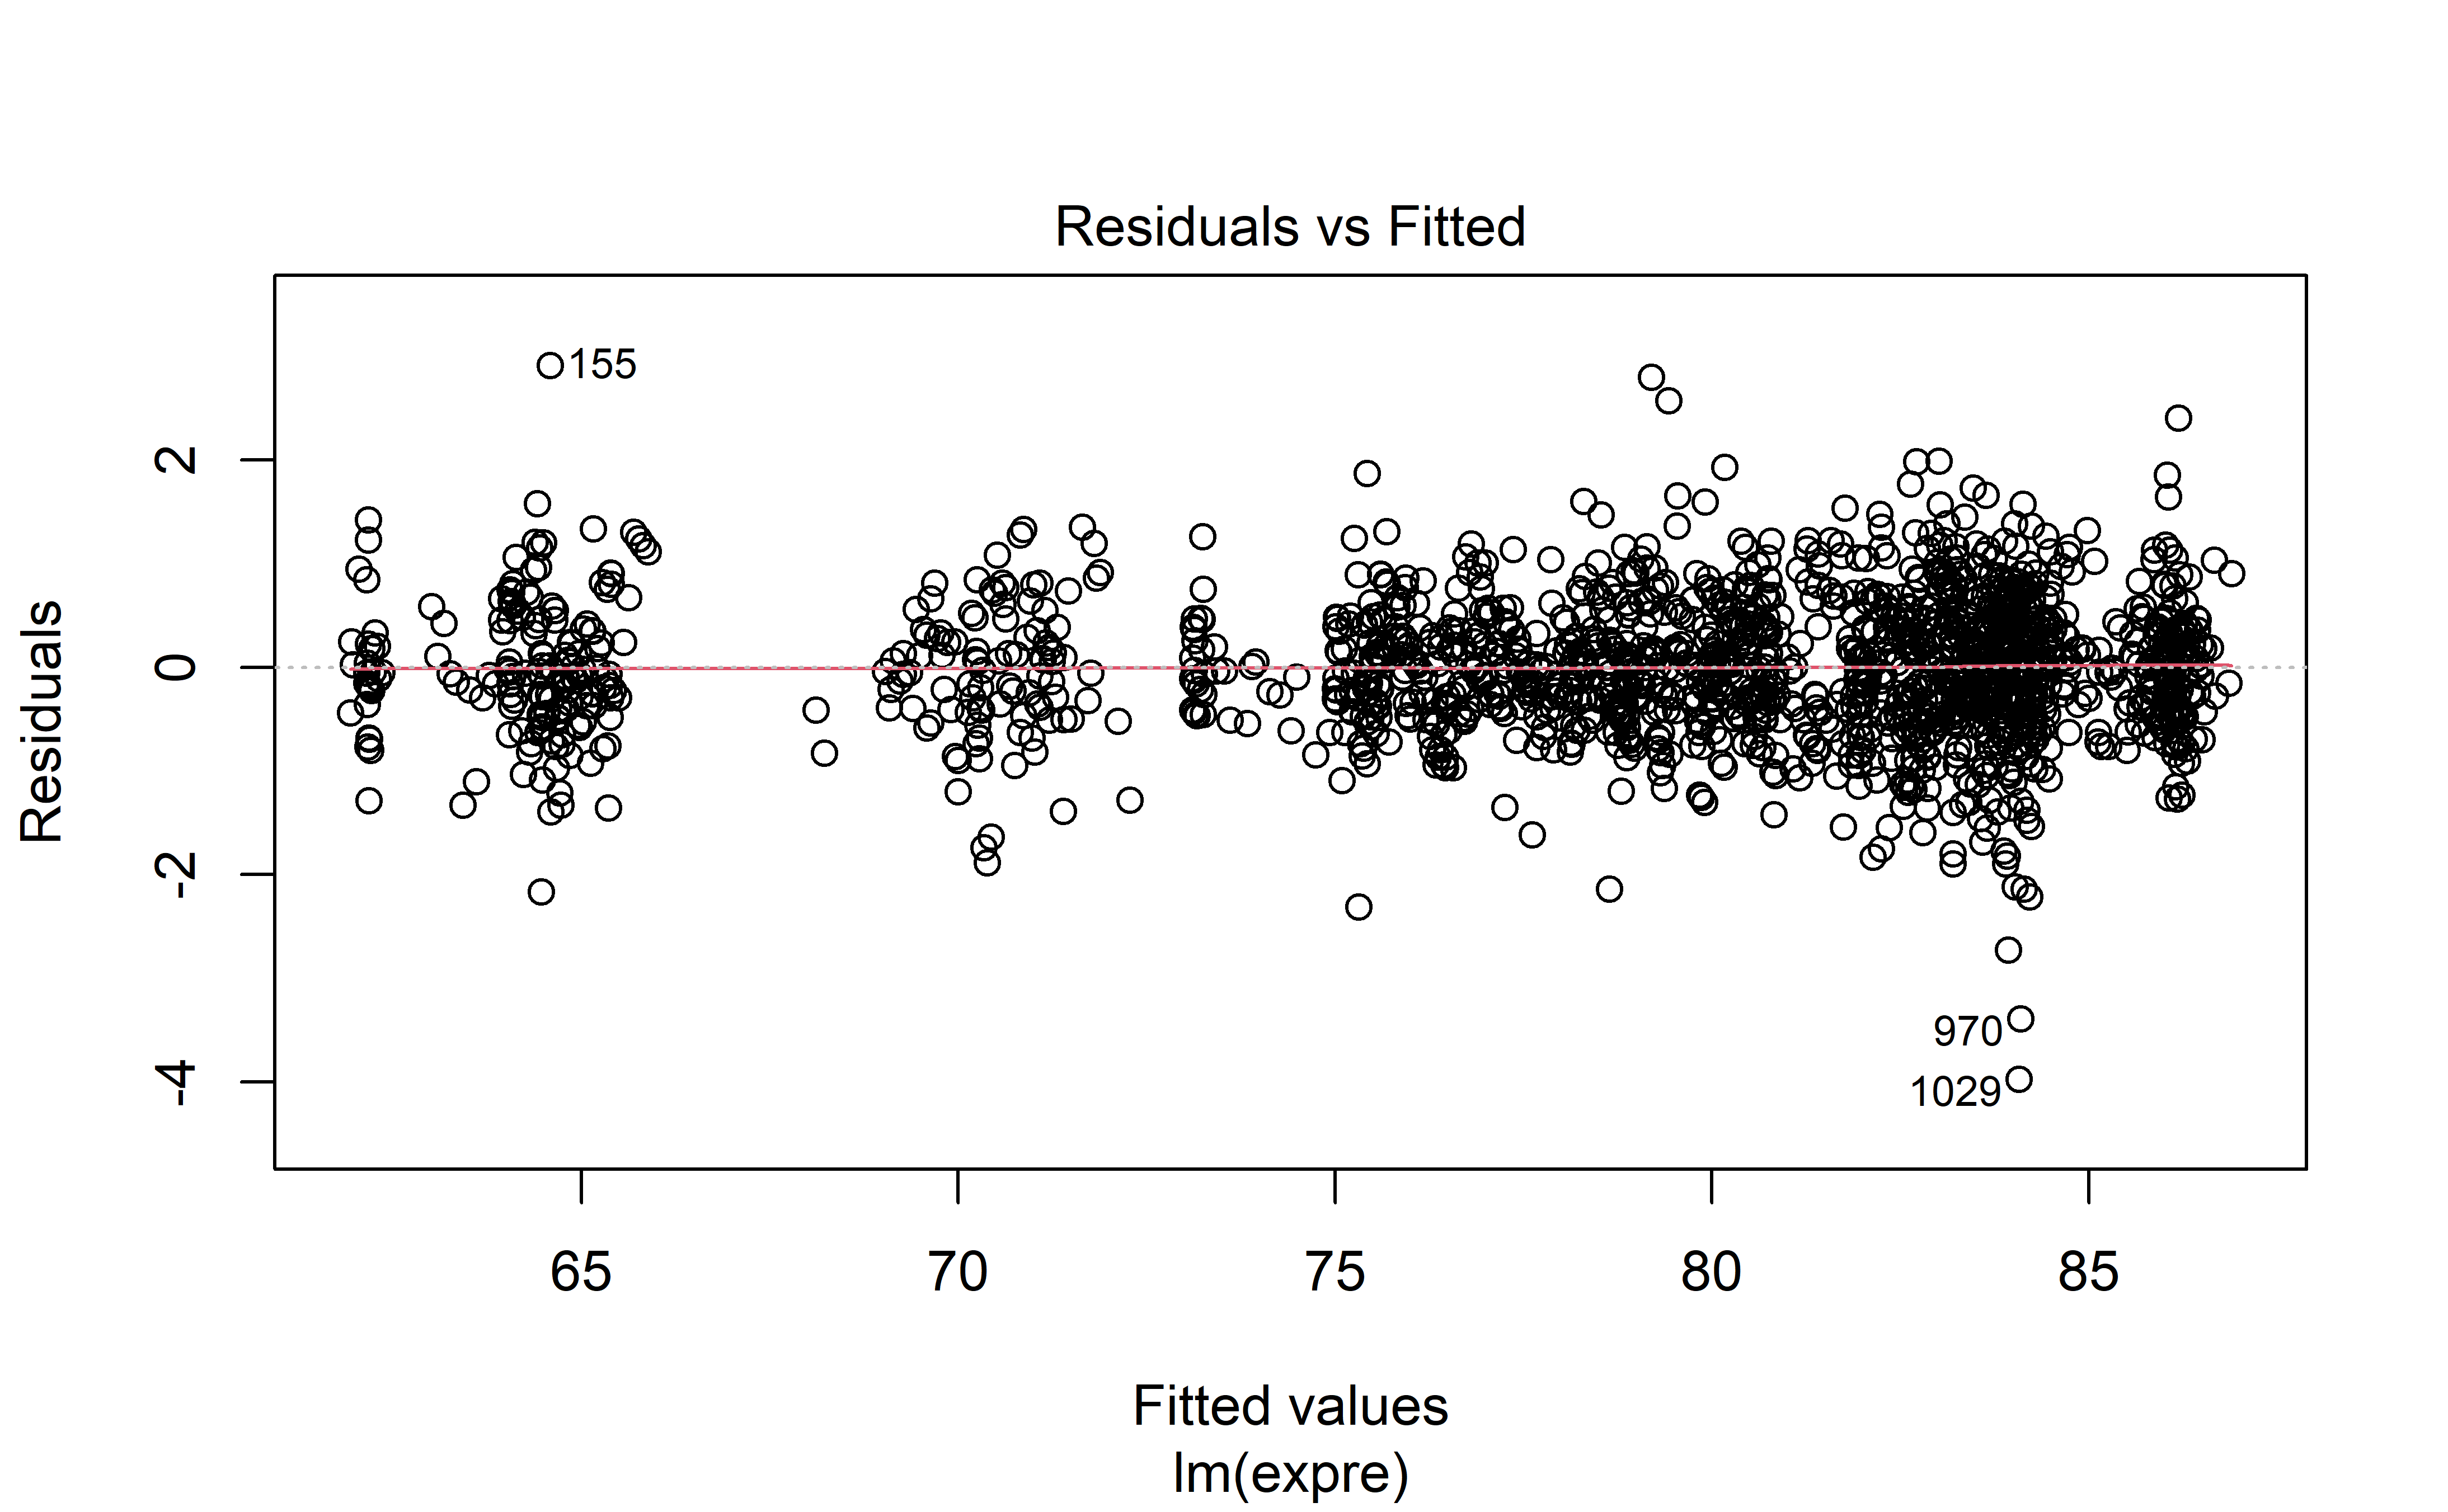 Residuals vs Fitted
155
970
1029
2
0
-2
-4
Residuals
65 70 75 80 85
Fitted values
lm(expre)